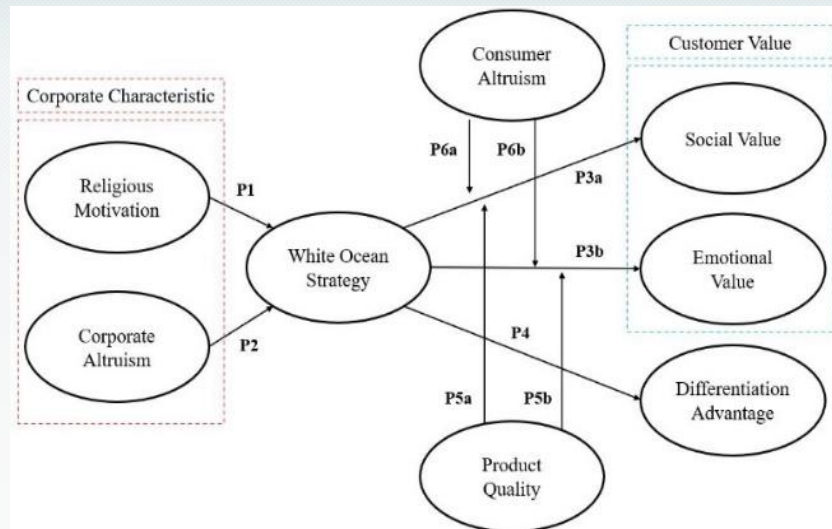 Consumer
Altruism
Customer Value
Corporate Characteristic
P6a
P6b
Social Value
P3a
Religious
Motivation
P1
White Ocean
Strategy
P3b
Emotional
Value
Corporate
Altruism
P2
P4
P5a
P5b
Differentiation
Advantage
Product
Quality